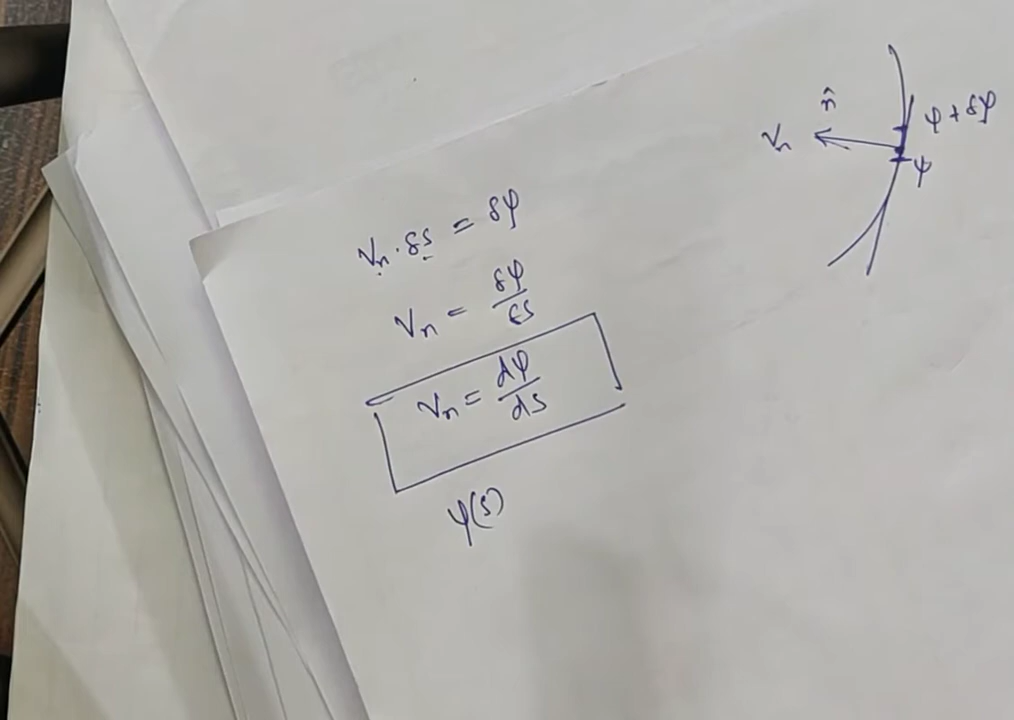 n̂
ψ + δψ
Vₙ
ψ
Vₙ · δs = δψ
Vₙ = δψ/δs
Vₙ = dψ/ds
ψ(s)